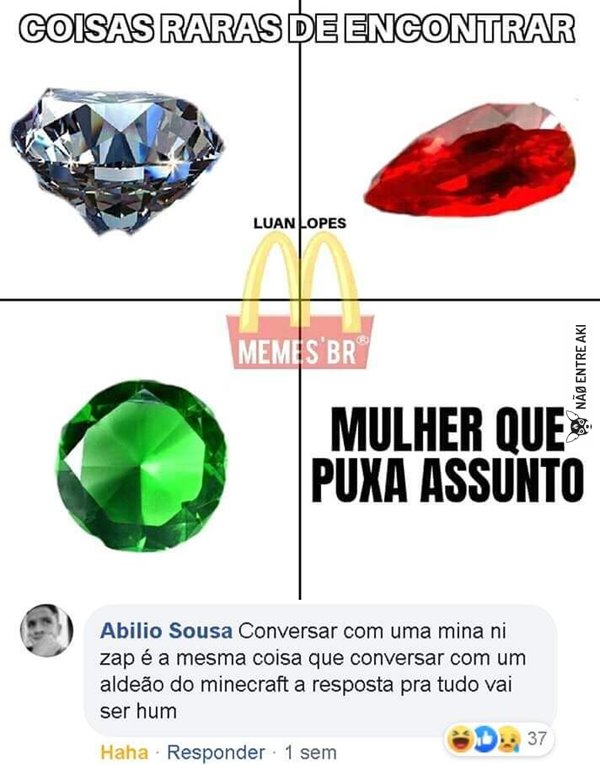 COISAS RARAS DE ENCONTRAR
LUAN LOPES
MEMES'BR®
NÃO ENTRE AKI
MULHER QUE
PUXA ASSUNTO
Abilio Sousa Conversar com uma mina ni
zap é a mesma coisa que conversar com um
aldeão do minecraft a resposta pra tudo vai
ser hum
37
Haha · Responder · 1 sem